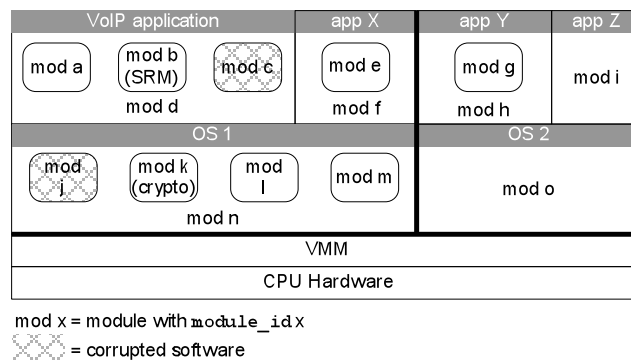 VoIP application
app X
app Y
app Z
mod a
mod b
(SRM)
mod c
mod d
mod e
mod f
mod g
mod h
mod i
OS 1
OS 2
mod
j
mod k
(crypto)
mod
l
mod m
mod n
mod o
VMM
CPU Hardware
mod x = module with module_id x
= corrupted software